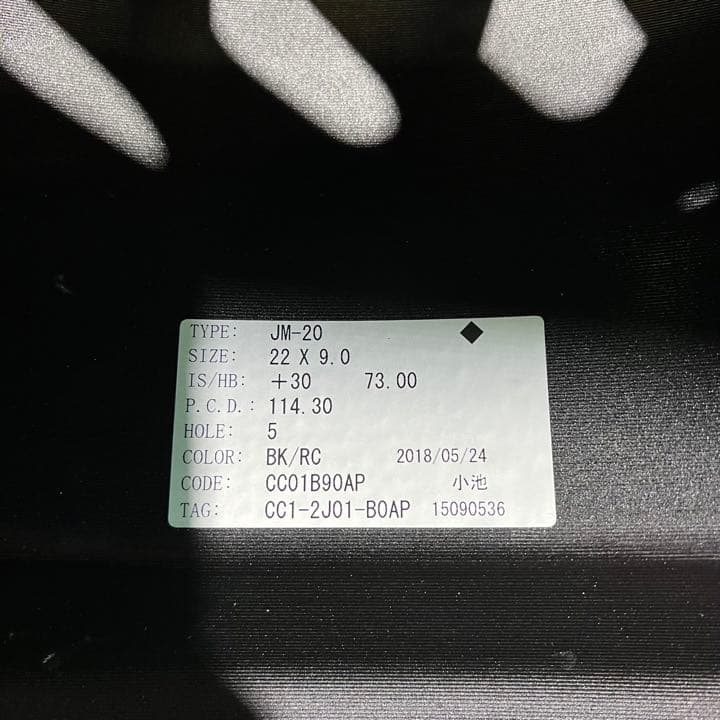 TYPE: JM-20 ◆
SIZE: 22 X 9.0
IS/HB: +30 73.00
P.C.D.: 114.30
HOLE: 5
COLOR: BK/RC 2018/05/24
CODE: CC01B90AP 小池
TAG: CC1-2J01-B0AP 15090536